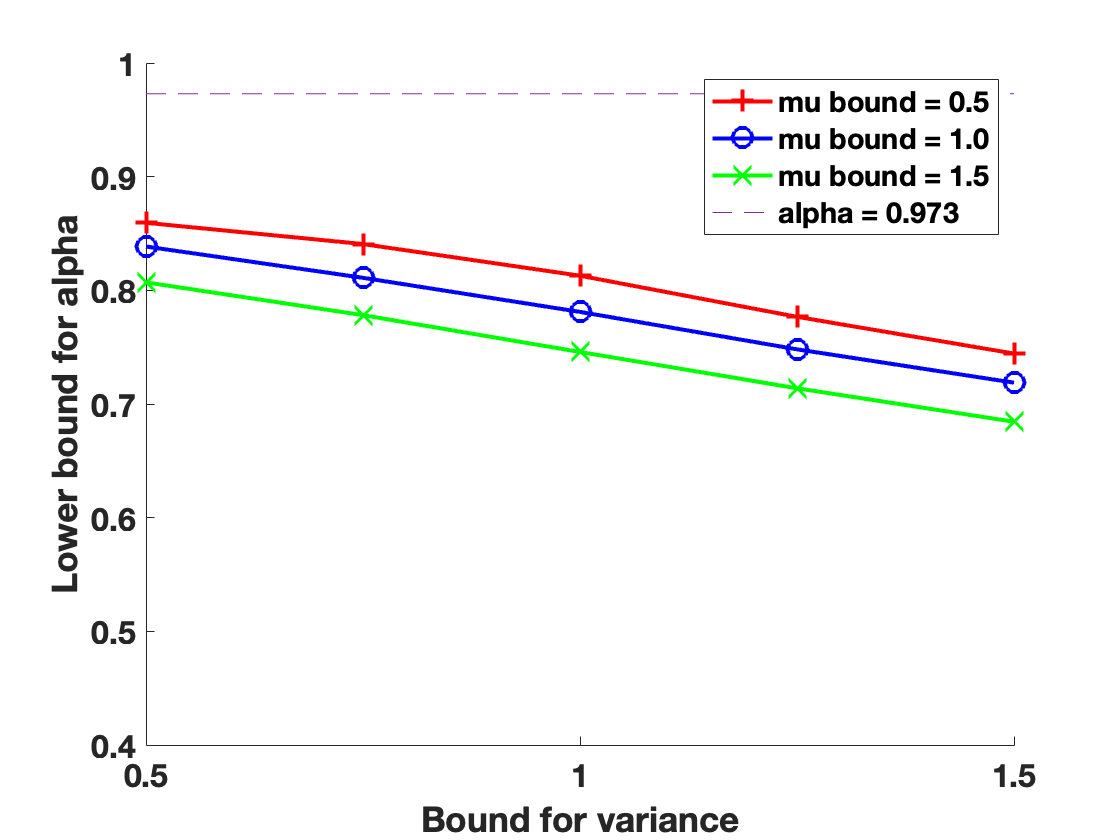 1
0.9
0.8
0.7
0.6
0.5
0.4
0.5
1
1.5
Lower bound for alpha
Bound for variance
mu bound = 0.5
mu bound = 1.0
mu bound = 1.5
alpha = 0.973